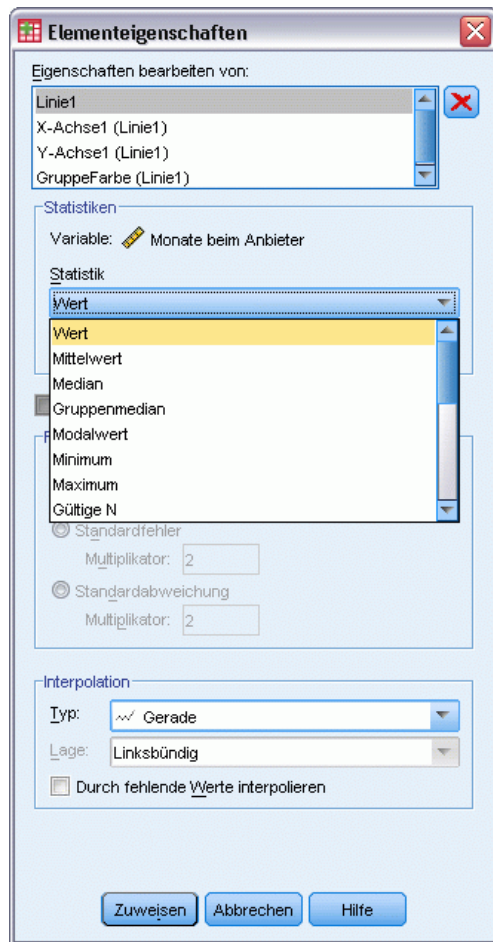 Elementeigenschaften
Eigenschaften bearbeiten von:
Linie1
X-Achse1 (Linie1)
Y-Achse1 (Linie1)
GruppeFarbe (Linie1)
Statistiken
Variable: Monate beim Anbieter
Statistik
Wert
Wert
Mittelwert
Median
Gruppenmedian
Modalwert
Minimum
Maximum
Gültige N
Standardfehler
Multiplikator: 2
Standardabweichung
Multiplikator: 2
Interpolation
Typ: Gerade
Lage: Linksbündig
Durch fehlende Werte interpolieren
Zuweisen Abbrechen Hilfe